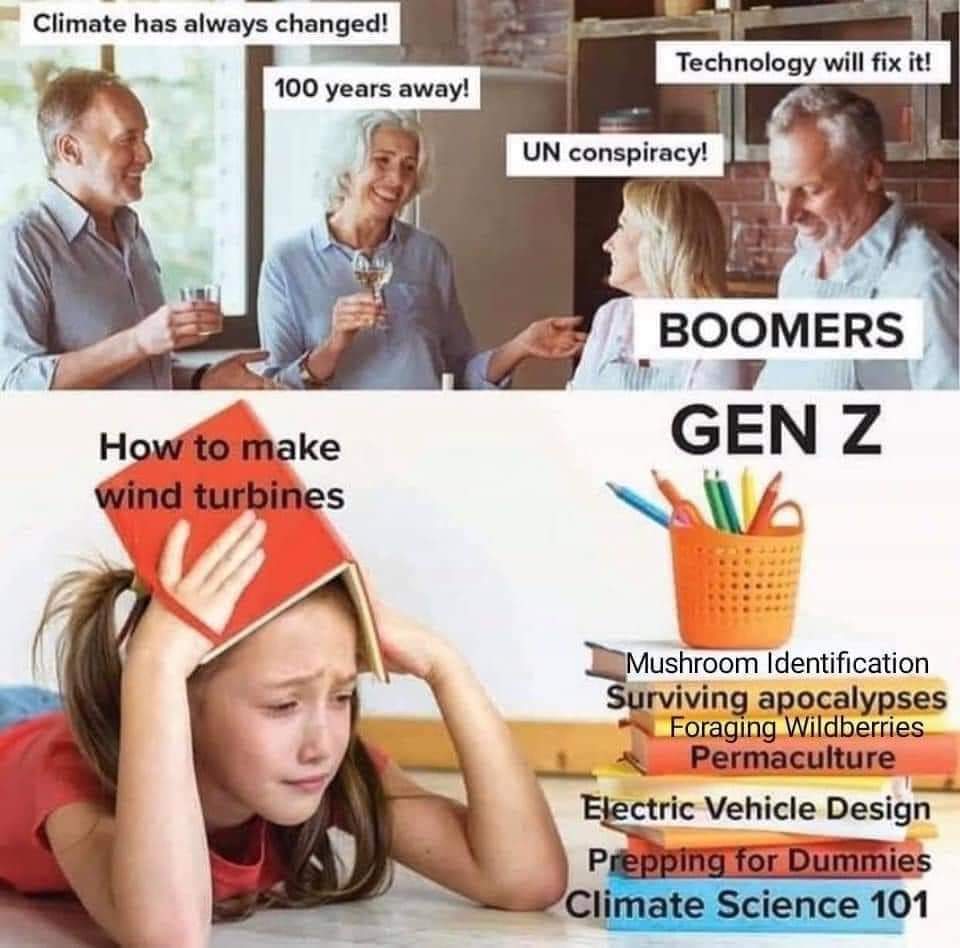 Climate has always changed!
100 years away!
Technology will fix it!
UN conspiracy!
BOOMERS
How to make
wind turbines
GEN Z
Mushroom Identification
Surviving apocalypses
Foraging Wildberries
Permaculture
Electric Vehicle Design
Prepping for Dummies
Climate Science 101